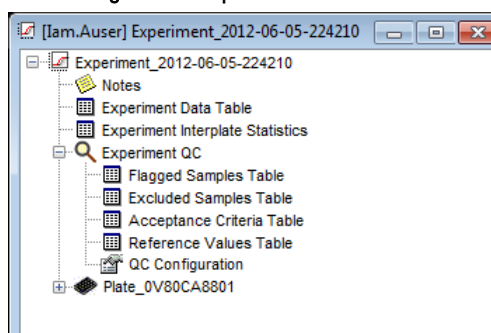 [Iam.Auser] Experiment_2012-06-05-224210
Experiment_2012-06-05-224210
Notes
Experiment Data Table
Experiment Interplate Statistics
Experiment QC
Flagged Samples Table
Excluded Samples Table
Acceptance Criteria Table
Reference Values Table
QC Configuration
Plate_0V80CA8801